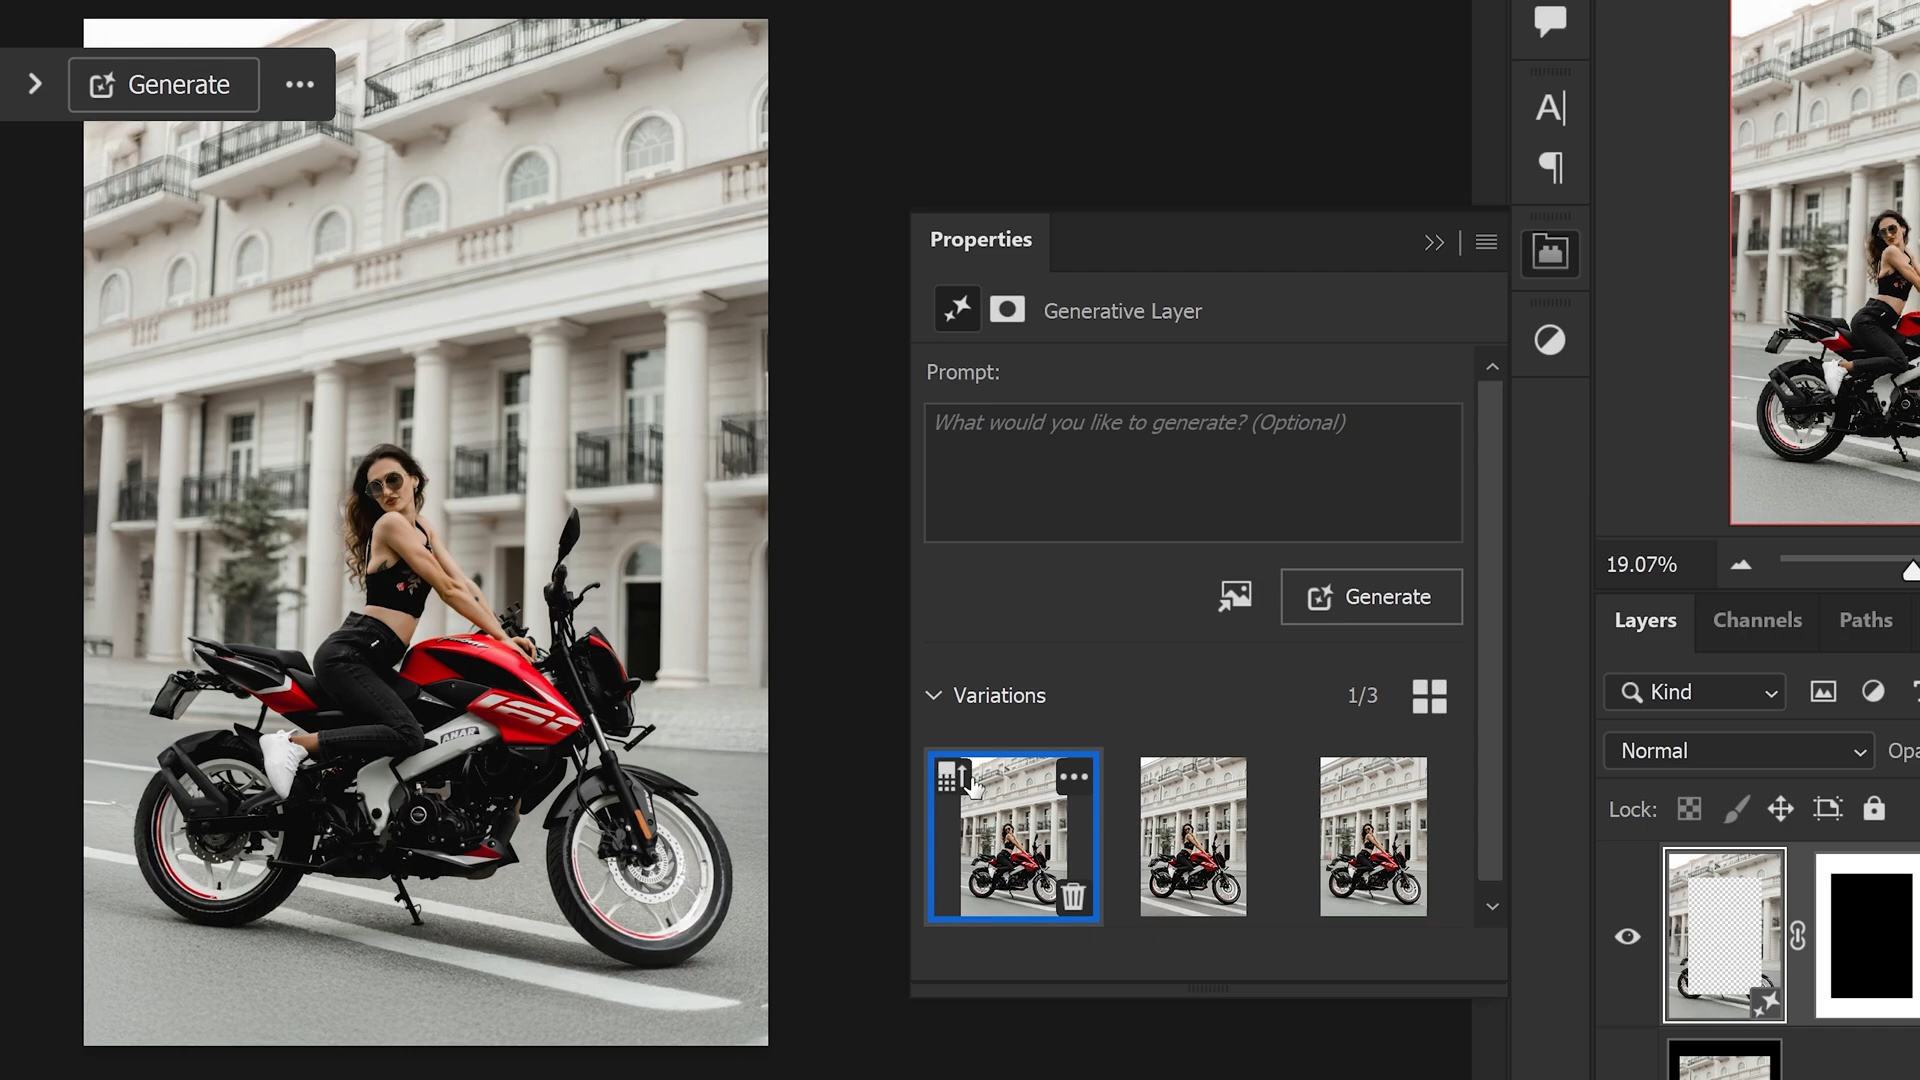 Generate
Properties
Generative Layer
Prompt:
What would you like to generate? (Optional)
Generate
Variations
1/3
ANAR
19.07%
Layers
Channels
Paths
Kind
Normal
Opa
Lock: